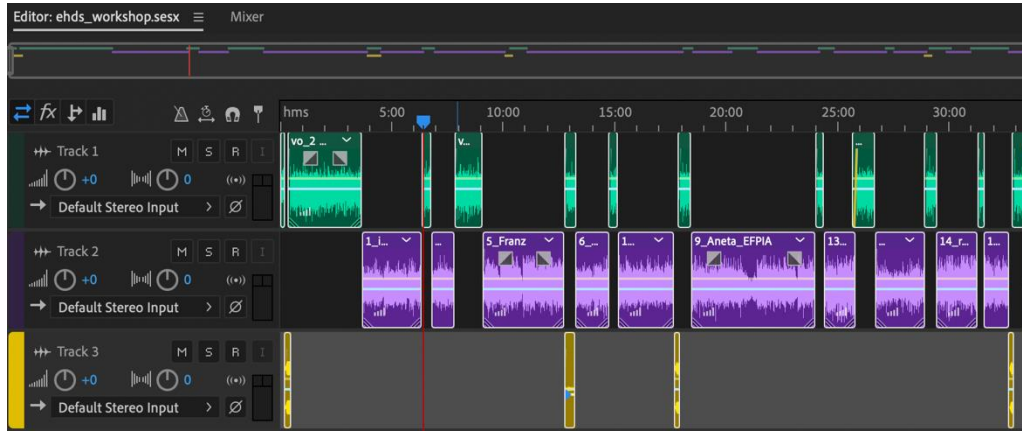 Editor: ehds_workshop.sesx Mixer
fx hms 5:00 10:00 15:00 20:00 25:00 30:00
vo_2 ... v... ...
Track 1 M S R I
+0 0
Default Stereo Input
1_i... ... 5_Franz 6_... 1... 9_Aneta_EFPIA 13... ... 14_r... 1...
Track 2 M S R I
+0 0
Default Stereo Input
Track 3 M S R I
+0 0
Default Stereo Input